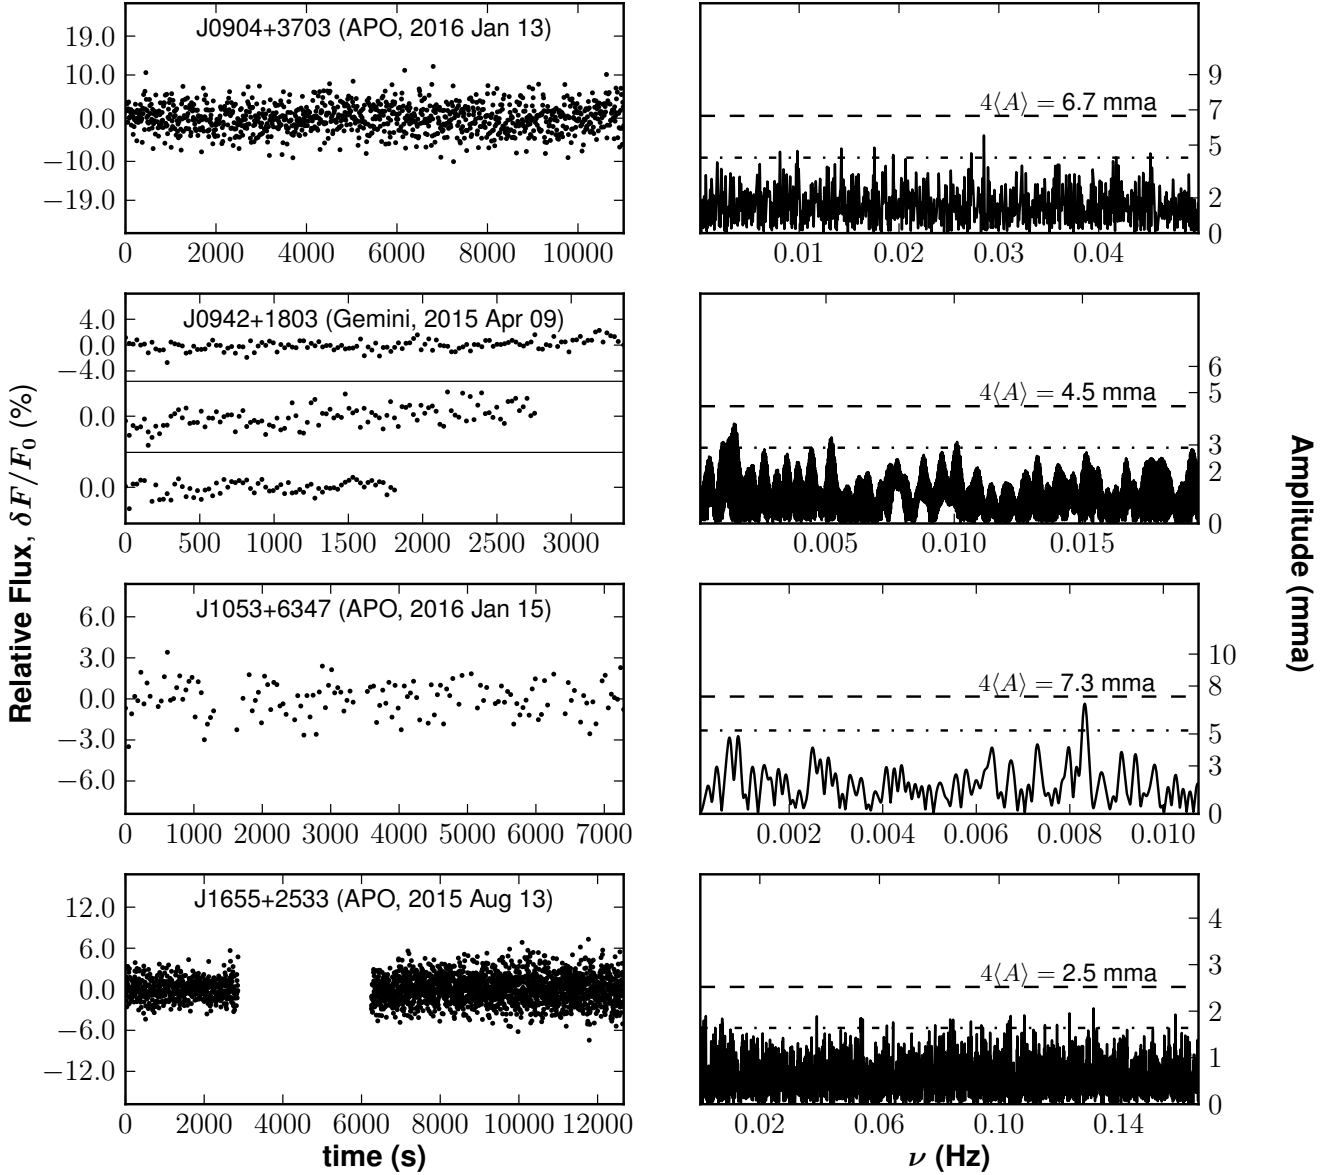 Relative Flux, δF/F₀ (%)
J0904+3703 (APO, 2016 Jan 13)
19.0
10.0
0.0
−10.0
−19.0
0 2000 4000 6000 8000 10000
4⟨A⟩ = 6.7 mma
9
7
5
2
0
0.01 0.02 0.03 0.04
J0942+1803 (Gemini, 2015 Apr 09)
4.0
0.0
−4.0
0.0
0.0
0 500 1000 1500 2000 2500 3000
4⟨A⟩ = 4.5 mma
6
5
3
2
0
0.005 0.010 0.015
J1053+6347 (APO, 2016 Jan 15)
6.0
3.0
0.0
−3.0
−6.0
0 1000 2000 3000 4000 5000 6000 7000
4⟨A⟩ = 7.3 mma
10
8
5
3
0
0.002 0.004 0.006 0.008 0.010
J1655+2533 (APO, 2015 Aug 13)
12.0
6.0
0.0
−6.0
−12.0
0 2000 4000 6000 8000 10000 12000
time (s)
4⟨A⟩ = 2.5 mma
4
3
2
1
0
0.02 0.06 0.10 0.14
ν (Hz)
Amplitude (mma)